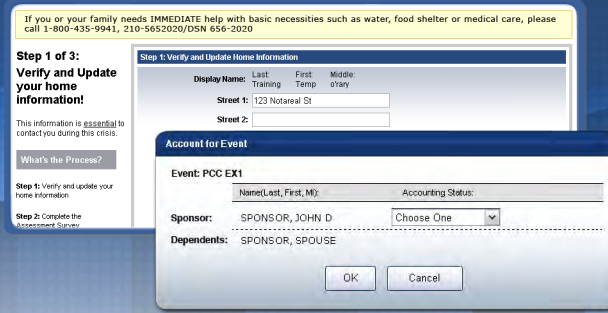 If you or your family needs IMMEDIATE help with basic necessities such as water, food shelter or medical care, please
call 1-800-435-9941, 210-5652020/DSN 656-2020
Step 1 of 3:
Verify and Update
your home
information!
This information is essential to
contact you during this crisis.
What's the Process?
Step 1: Verify and update your
home information
Step 2: Complete the
Assessment Survey
Step 1: Verify and Update Home Information
Display Name: Last: First: Middle:
Training Temp o'rary
Street 1: 123 Notareal St
Street 2:
Account for Event
Event: PCC EX1
Name(Last, First, MI): Accounting Status:
Sponsor: SPONSOR, JOHN D Choose One
Dependents: SPONSOR, SPOUSE
OK Cancel